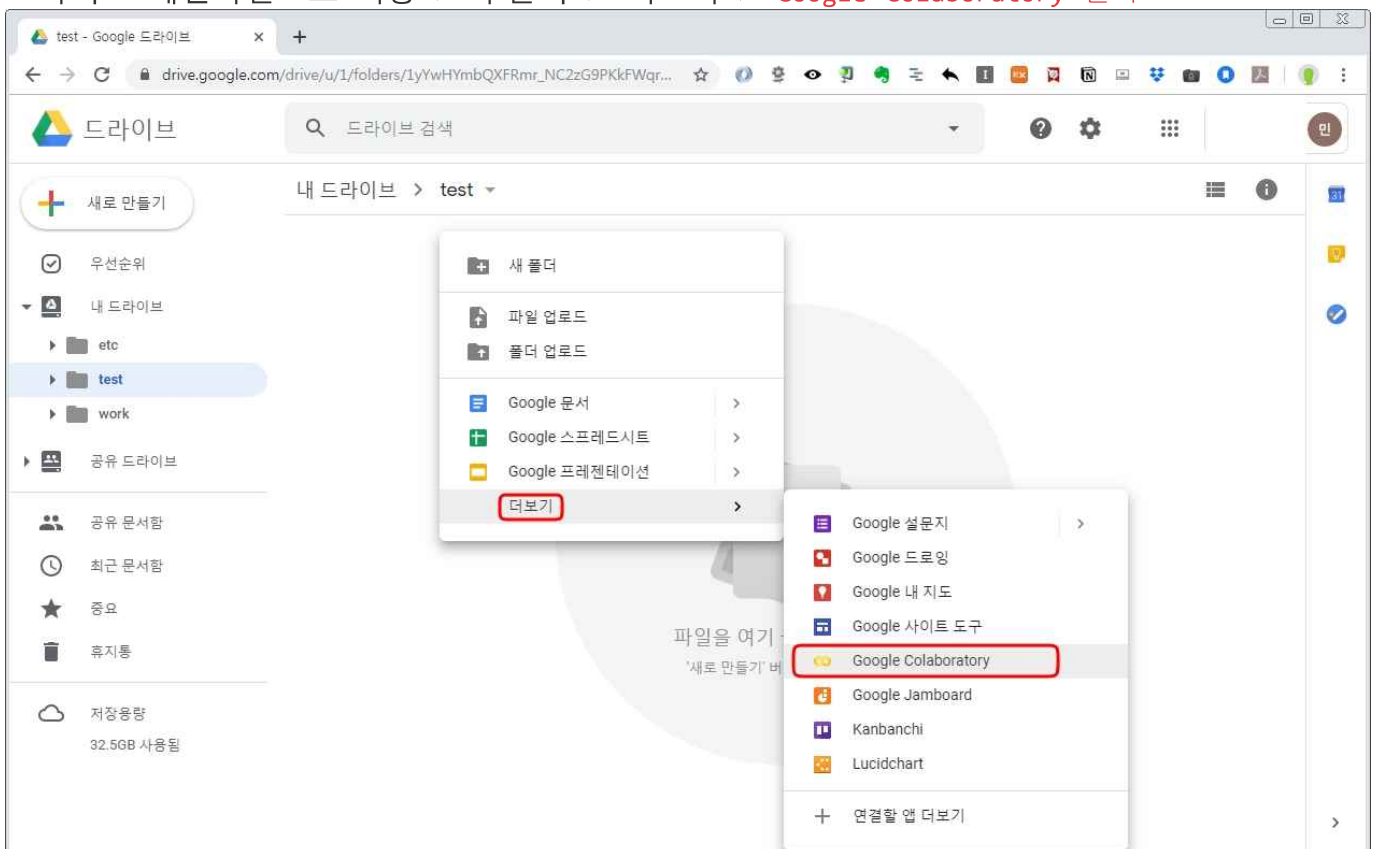 Google Colaboratory
test - Google 드라이브
drive.google.com/drive/u/1/folders/1yYwHYmbQXFRmr_NC2zG9PKkFWqr...
드라이브
드라이브 검색
민
새로 만들기
내 드라이브 > test
31
우선순위
내 드라이브
etc
test
work
공유 드라이브
공유 문서함
최근 문서함
중요
휴지통
저장용량
32.5GB 사용됨
새 폴더
파일 업로드
폴더 업로드
Google 문서
Google 스프레드시트
Google 프레젠테이션
더보기
Google 설문지
Google 드로잉
Google 내 지도
Google 사이트 도구
Google Colaboratory
Google Jamboard
Kanbanchi
Lucidchart
연결할 앱 더보기
파일을 여기
'새로 만들기'